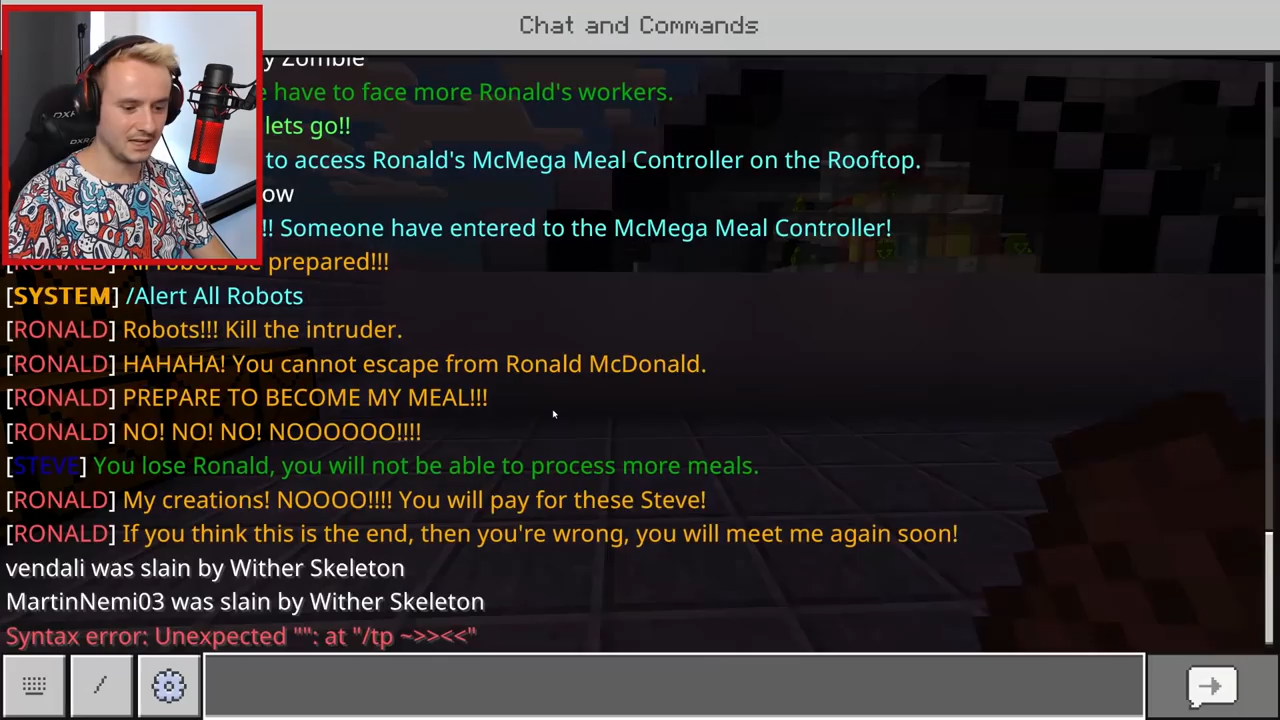 Chat and Commands
y Zombie
e have to face more Ronald's workers.
lets go!!
to access Ronald's McMega Meal Controller on the Rooftop.
ow
!! Someone have entered to the McMega Meal Controller!
[RONALD] All robots be prepared!!!
[SYSTEM] /Alert All Robots
[RONALD] Robots!!! Kill the intruder.
[RONALD] HAHAHA! You cannot escape from Ronald McDonald.
[RONALD] PREPARE TO BECOME MY MEAL!!!
[RONALD] NO! NO! NO! NOOOOOO!!!!
[STEVE] You lose Ronald, you will not be able to process more meals.
[RONALD] My creations! NOOOO!!!! You will pay for these Steve!
[RONALD] If you think this is the end, then you're wrong, you will meet me again soon!
vendali was slain by Wither Skeleton
MartinNemi03 was slain by Wither Skeleton
Syntax error: Unexpected "": at "/tp ~>><<"
/